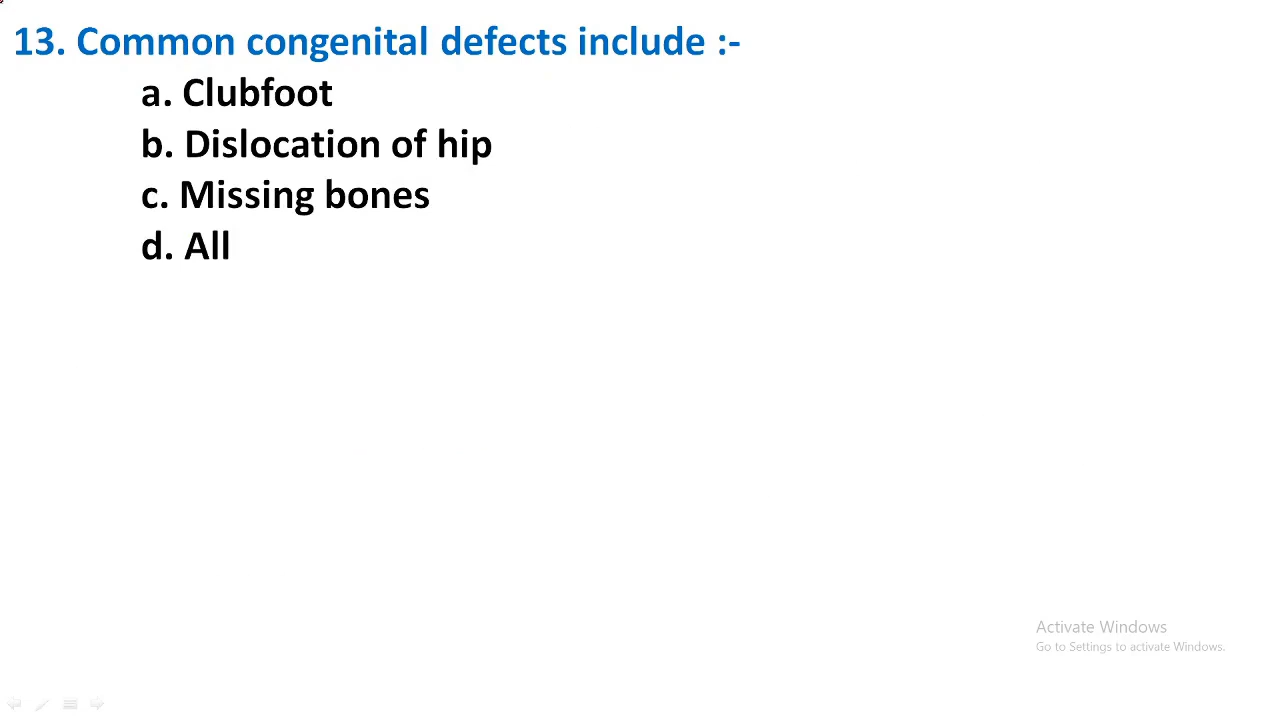 13. Common congenital defects include :-
a. Clubfoot
b. Dislocation of hip
c. Missing bones
d. All
Activate Windows
Go to Settings to activate Windows.